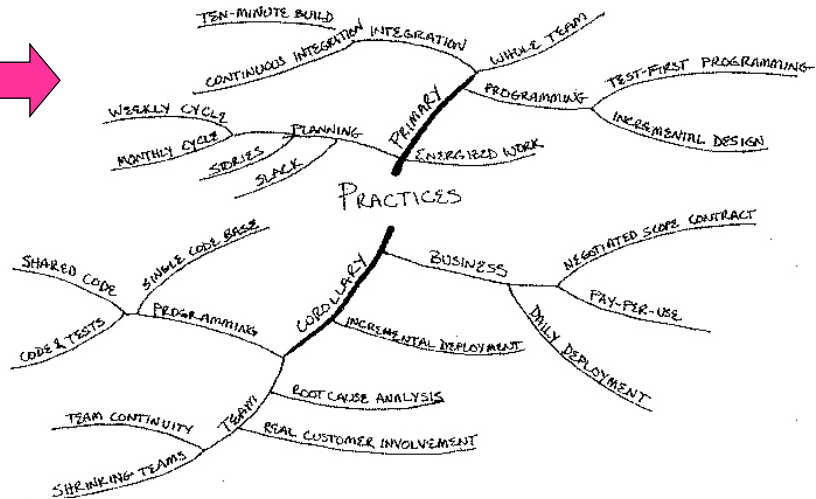 TEN-MINUTE BUILD
CONTINUOUS INTEGRATION
INTEGRATION
WHOLE TEAM
PRIMARY
PROGRAMMING
TEST-FIRST PROGRAMMING
INCREMENTAL DESIGN
WEEKLY CYCLE
MONTHLY CYCLE
PLANNING
STORIES
SLACK
ENERGIZED WORK
PRACTICES
COROLLARY
BUSINESS
NEGOTIATED SCOPE CONTRACT
PAY-PER-USE
DAILY DEPLOYMENT
INCREMENTAL DEPLOYMENT
SHARED CODE
SINGLE CODE BASE
PROGRAMMING
CODE & TESTS
TEAM
ROOT CAUSE ANALYSIS
REAL CUSTOMER INVOLVEMENT
TEAM CONTINUITY
SHRINKING TEAMS